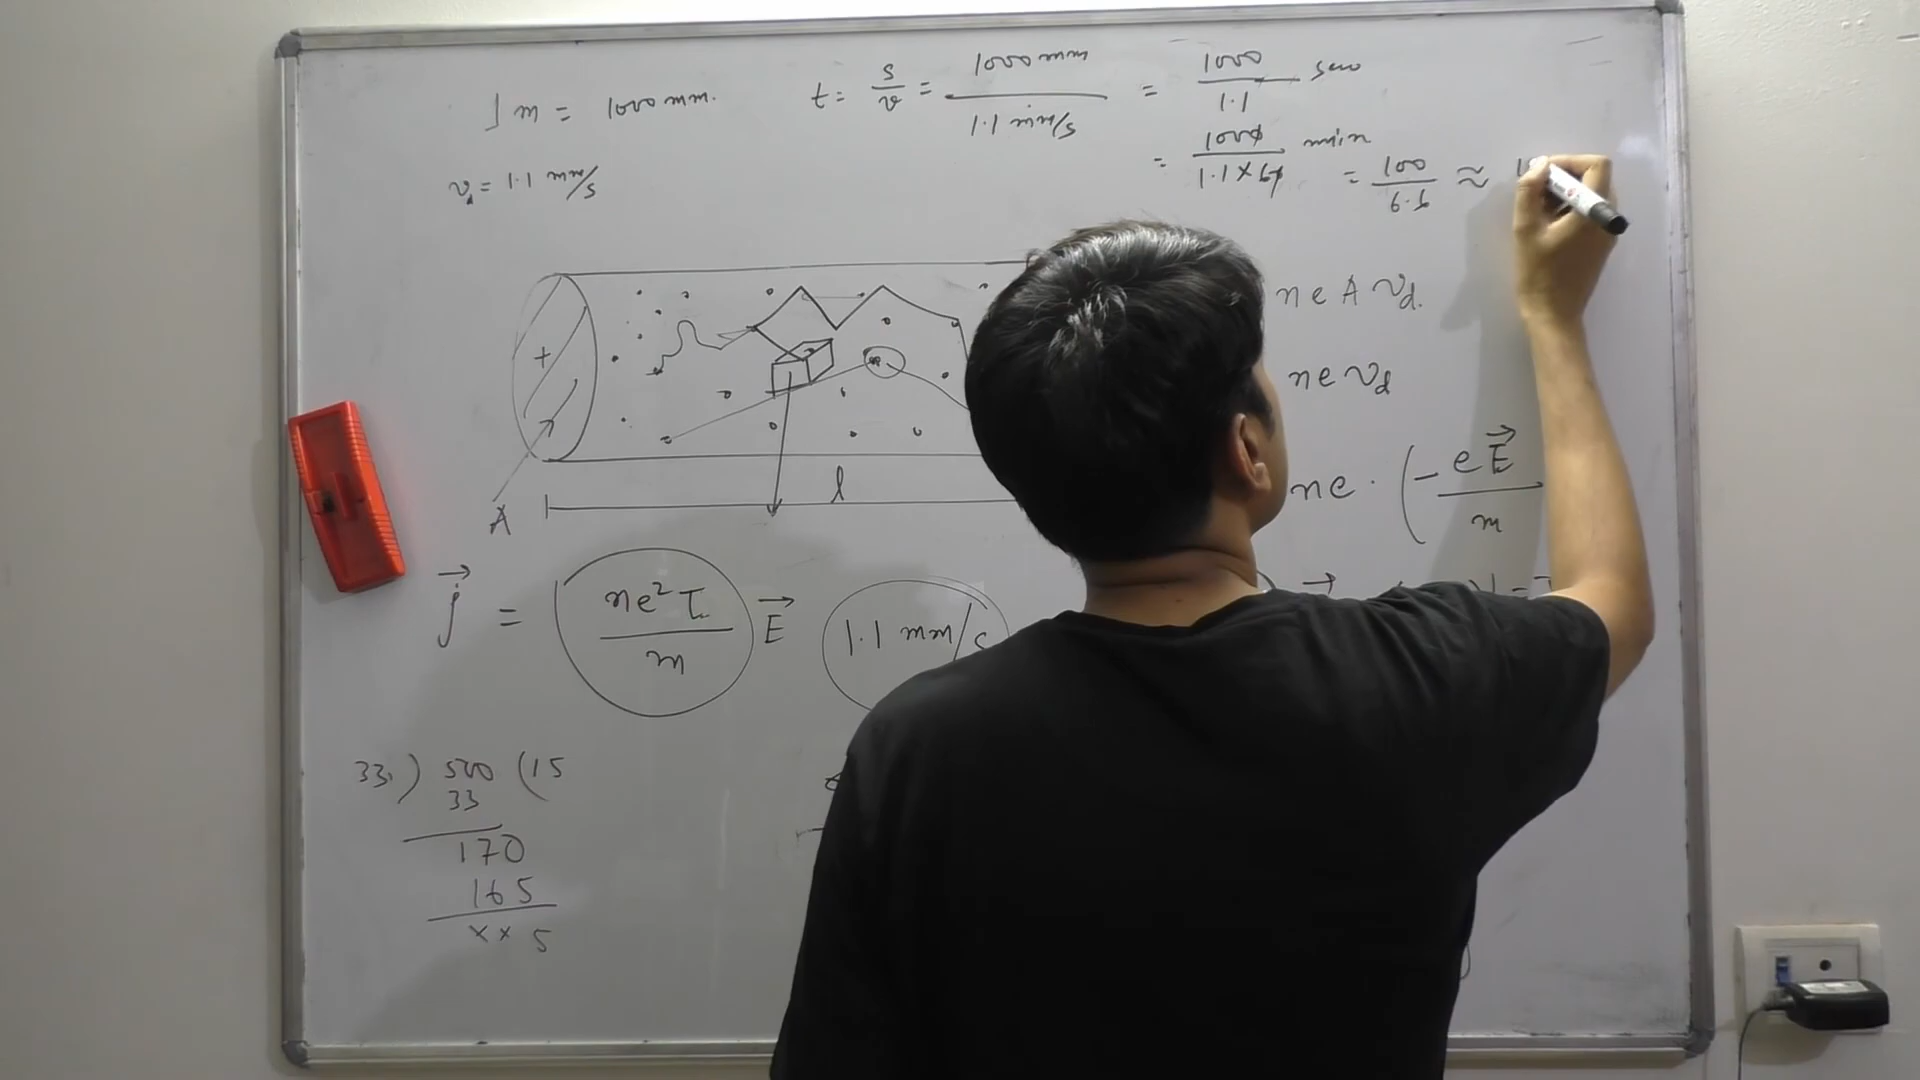 1 m = 1000 mm.
t = s/v = 1000 mm / 1.1 mm/s = 1000/1.1 sec
v_d = 1.1 mm/s
= 1000/(1.1 × 60) min = 100/6.6 ≈ 1
n e A v_d.
+
n e v_d
A
l
ne · (- eE⃗/m
j⃗ = (ne²τ/m) E⃗
1.1 mm/s
33 ) 500 ( 15
33
170
165
x x 5